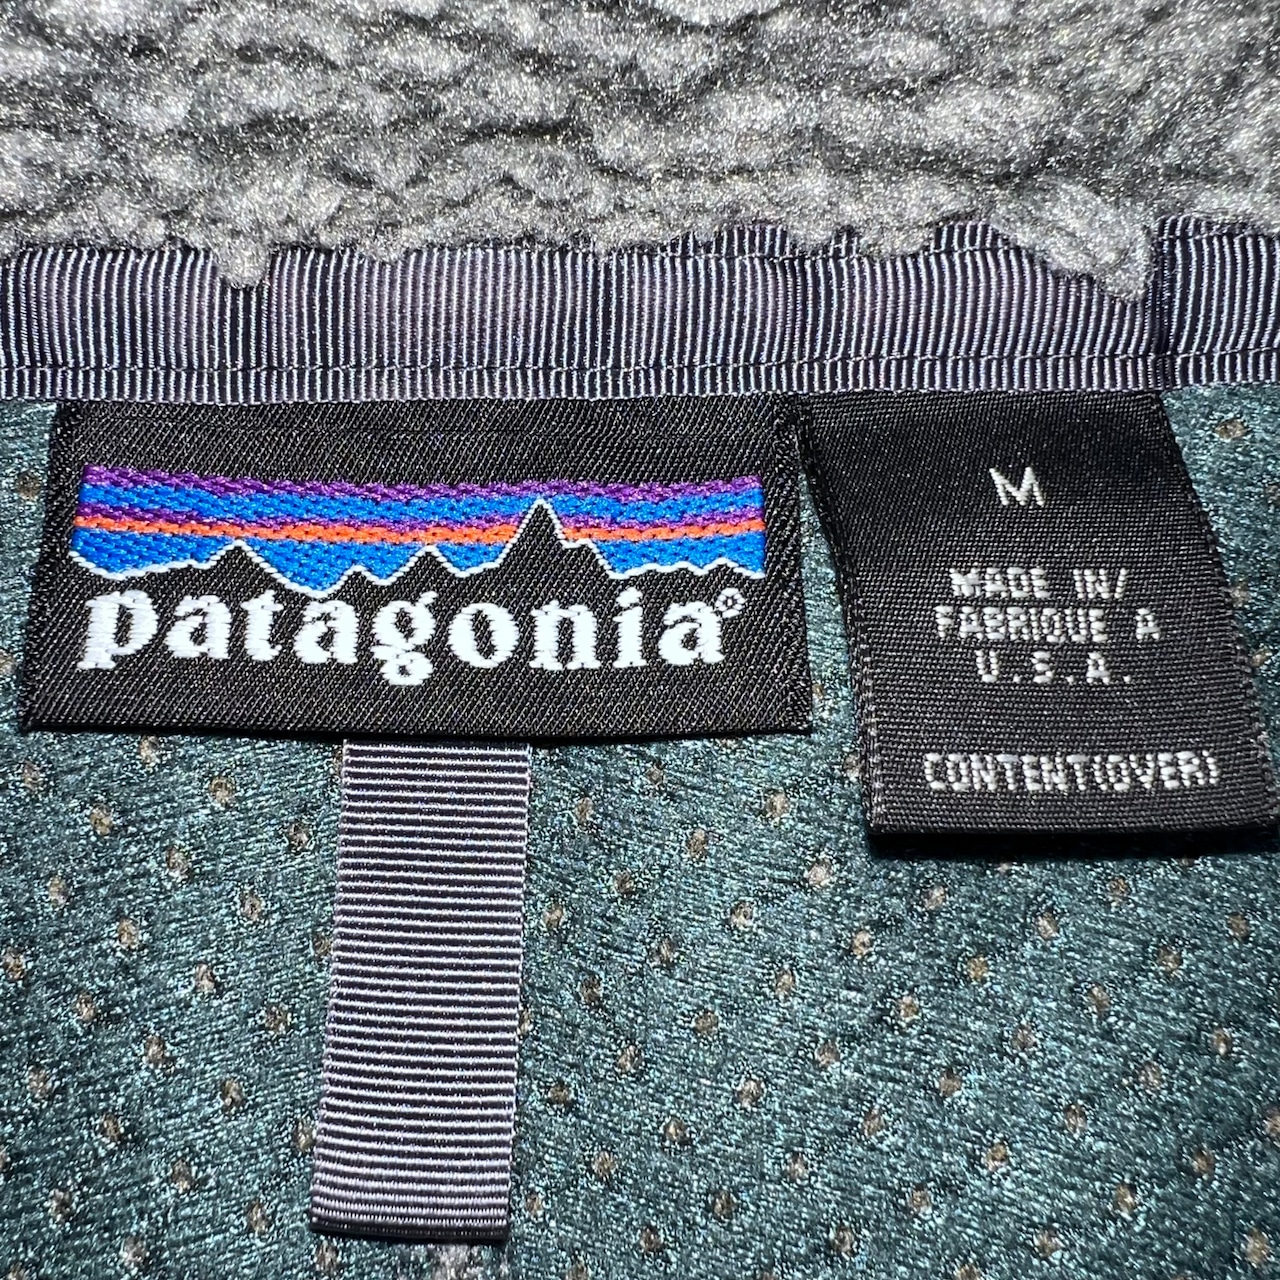 patagonia®
M
MADE IN/
FABRIQUE A
U.S.A.
CONTENT(OVER)